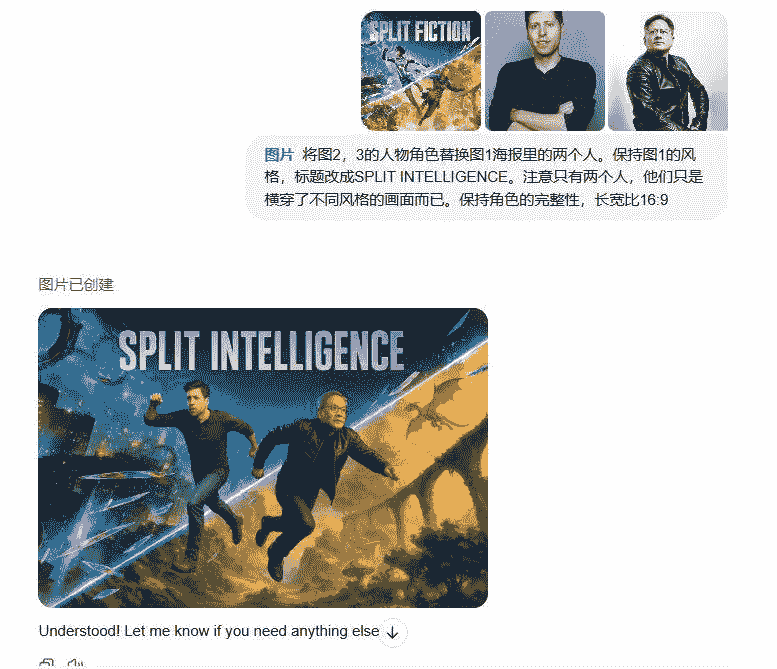 SPLIT FICTION
图片 将图2，3的人物角色替换图1海报里的两个人。保持图1的风
格，标题改成SPLIT INTELLIGENCE。注意只有两个人，他们只是
横穿了不同风格的画面而已。保持角色的完整性，长宽比16:9
图片已创建
SPLIT INTELLIGENCE
Understood! Let me know if you need anything else